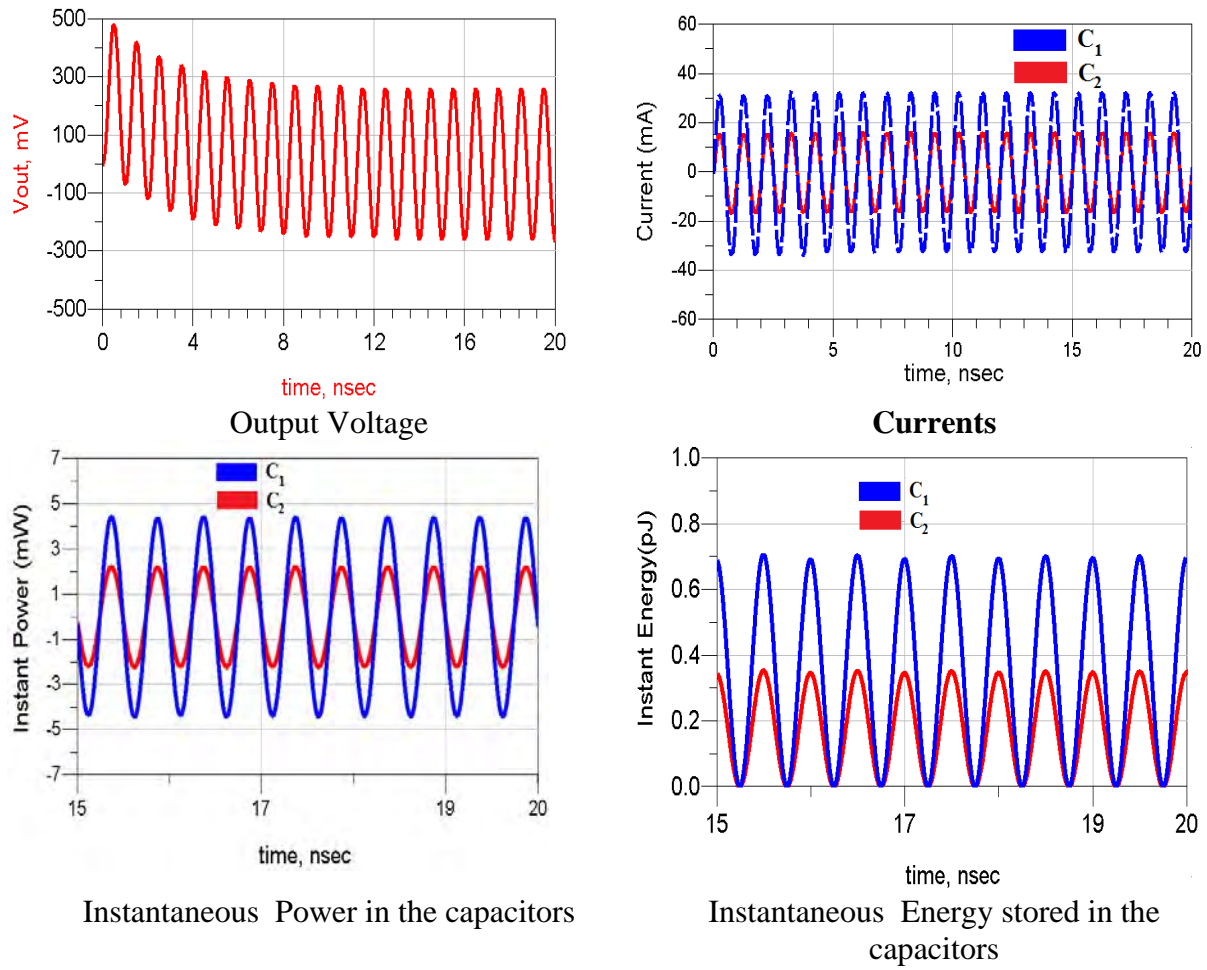 500
300
100
-100
-300
-500
Vout, mV
0 4 8 12 16 20
time, nsec
Output Voltage
60
40
20
0
-20
-40
-60
Current (mA)
C1
C2
0 5 10 15 20
time, nsec
Currents
7
5
3
1
-1
-3
-5
-7
Instant Power (mW)
C1
C2
15 17 19 20
time, nsec
Instantaneous Power in the capacitors
1.0
0.8
0.6
0.4
0.2
0.0
Instant Energy(pJ)
C1
C2
15 17 19 20
time, nsec
Instantaneous Energy stored in the
capacitors